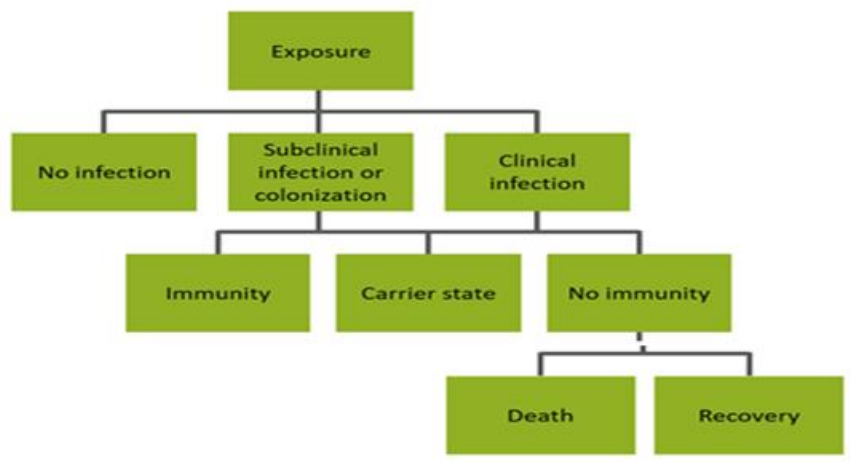 Exposure
No infection
Subclinical
infection or
colonization
Clinical
infection
Immunity
Carrier state
No immunity
Death
Recovery